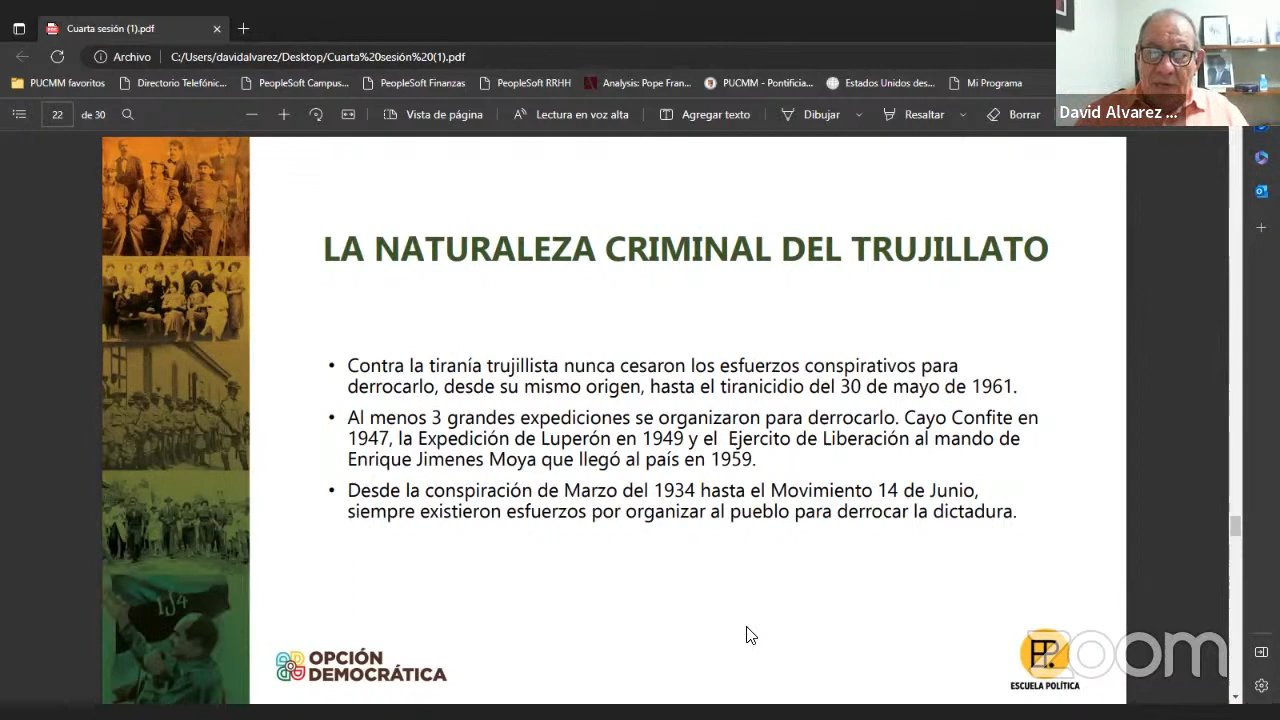 Cuarta sesión (1).pdf
Archivo
C:/Users/davidalvarez/Desktop/Cuarta%20sesión%20(1).pdf
PUCMM favoritos
Directorio Telefónic...
PeopleSoft Campus...
PeopleSoft Finanzas
PeopleSoft RRHH
Analysis: Pope Fran...
PUCMM - Pontificia...
Estados Unidos des...
Mi Programa
22 de 30
Vista de página
Lectura en voz alta
Agregar texto
Dibujar
Resaltar
Borrar
David Alvarez ...
LA NATURALEZA CRIMINAL DEL TRUJILLATO
• Contra la tiranía trujillista nunca cesaron los esfuerzos conspirativos para
derrocarlo, desde su mismo origen, hasta el tiranicidio del 30 de mayo de 1961.
• Al menos 3 grandes expediciones se organizaron para derrocarlo. Cayo Confite en
1947, la Expedición de Luperón en 1949 y el Ejercito de Liberación al mando de
Enrique Jimenes Moya que llegó al país en 1959.
• Desde la conspiración de Marzo del 1934 hasta el Movimiento 14 de Junio,
siempre existieron esfuerzos por organizar al pueblo para derrocar la dictadura.
1J4
OPCIÓN
DEMOCRÁTICA
EP.
ESCUELA POLÍTICA
zoom